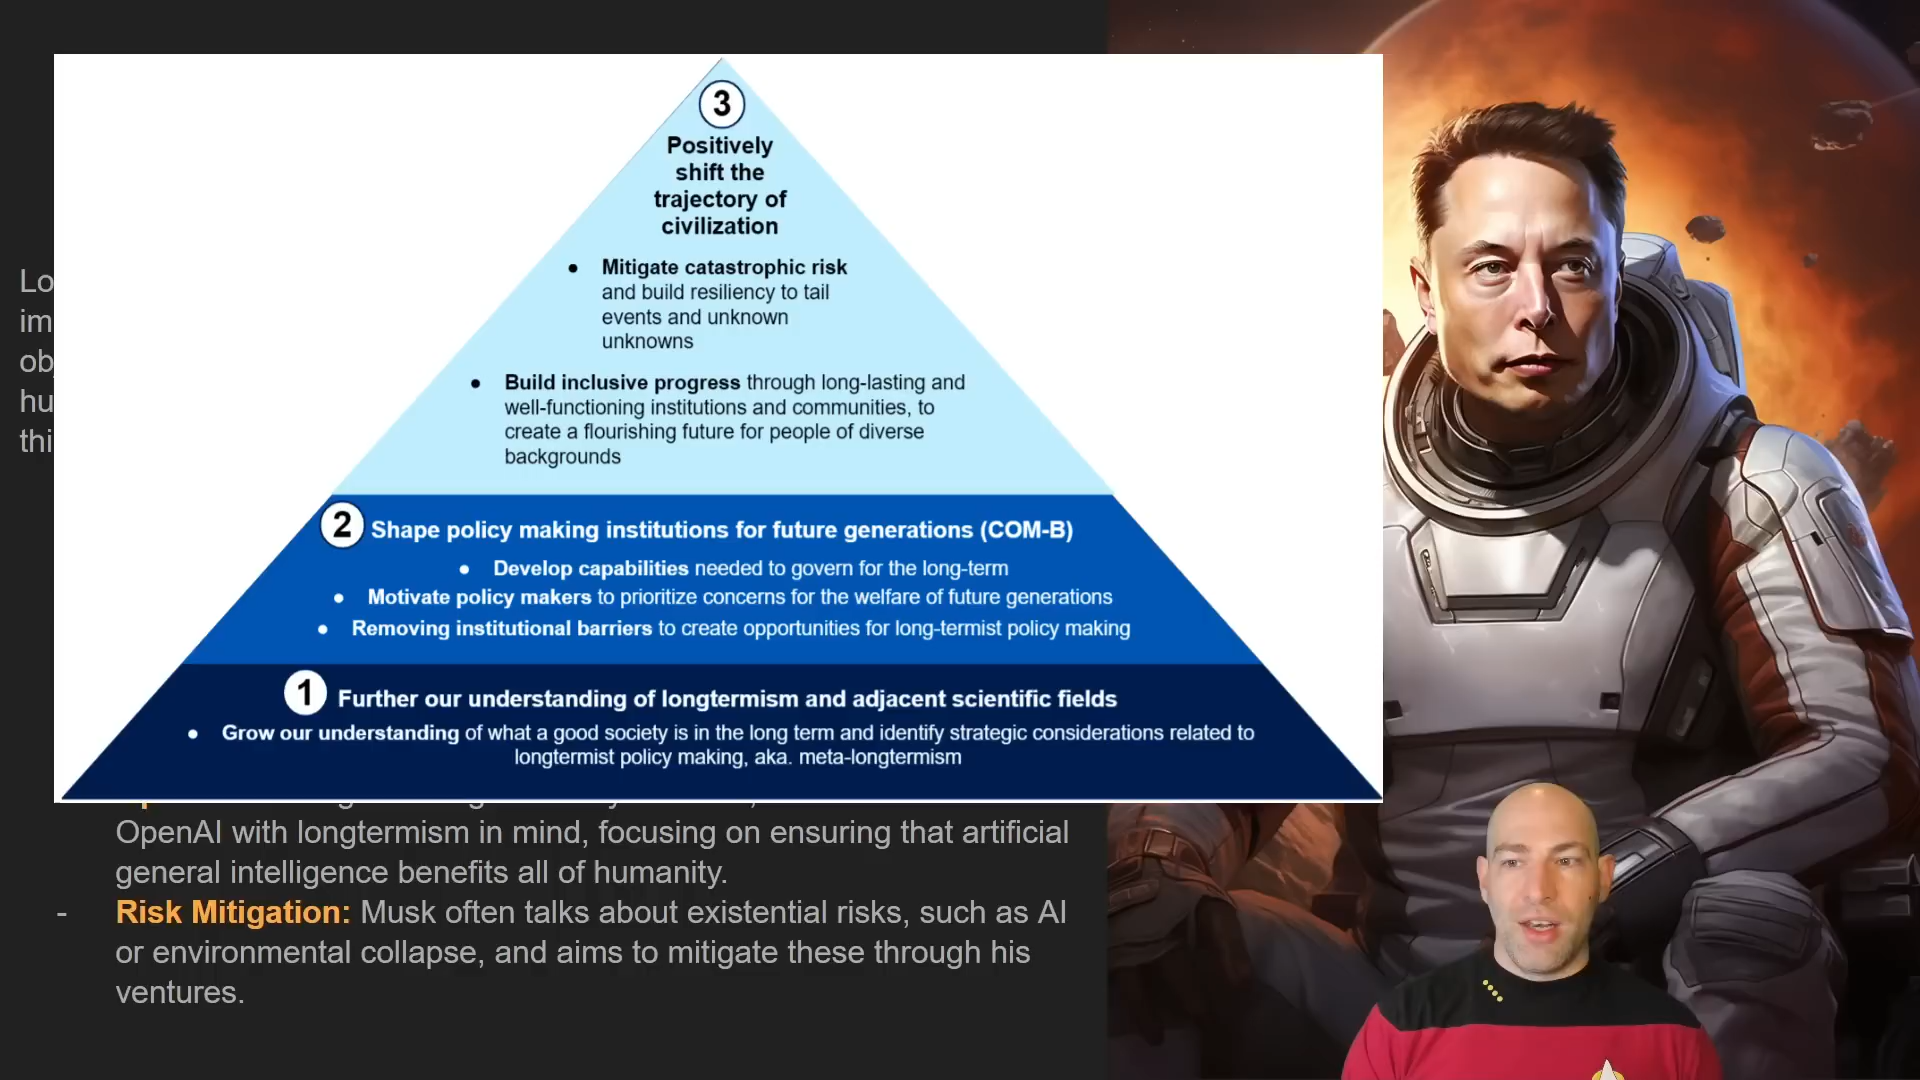 3
Positively
shift the
trajectory of
civilization
● Mitigate catastrophic risk
and build resiliency to tail
events and unknown
unknowns
● Build inclusive progress through long-lasting and
well-functioning institutions and communities, to
create a flourishing future for people of diverse
backgrounds
2 Shape policy making institutions for future generations (COM-B)
● Develop capabilities needed to govern for the long-term
● Motivate policy makers to prioritize concerns for the welfare of future generations
● Removing institutional barriers to create opportunities for long-termist policy making
1 Further our understanding of longtermism and adjacent scientific fields
● Grow our understanding of what a good society is in the long term and identify strategic considerations related to
longtermist policy making, aka. meta-longtermism
OpenAI with longtermism in mind, focusing on ensuring that artificial
general intelligence benefits all of humanity.
- Risk Mitigation: Musk often talks about existential risks, such as AI
or environmental collapse, and aims to mitigate these through his
ventures.